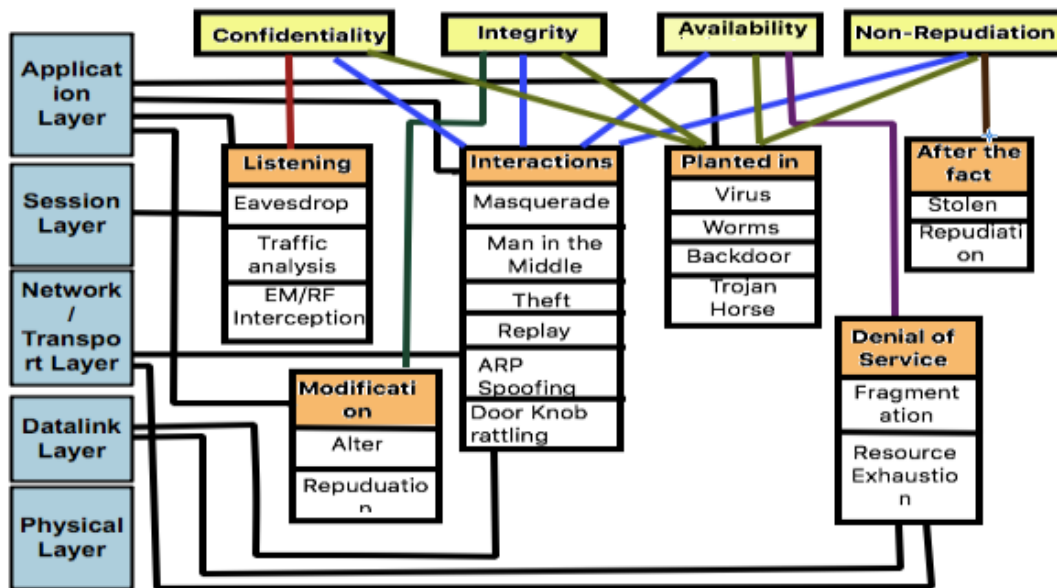 Confidentiality
Integrity
Availability
Non-Repudiation
Applicat
ion
Layer
Session
Layer
Network
/
Transpo
rt Layer
Datalink
Layer
Physical
Layer
Listening
Eavesdrop
Traffic
analysis
EM/RF
Interception
Modificati
on
Alter
Repuduatio
n
Interactions
Masquerade
Man in the
Middle
Theft
Replay
ARP
Spoofing
Door Knob
rattling
Planted in
Virus
Worms
Backdoor
Trojan
Horse
After the
fact
Stolen
Repudiati
on
Denial of
Service
Fragment
ation
Resource
Exhaustio
n